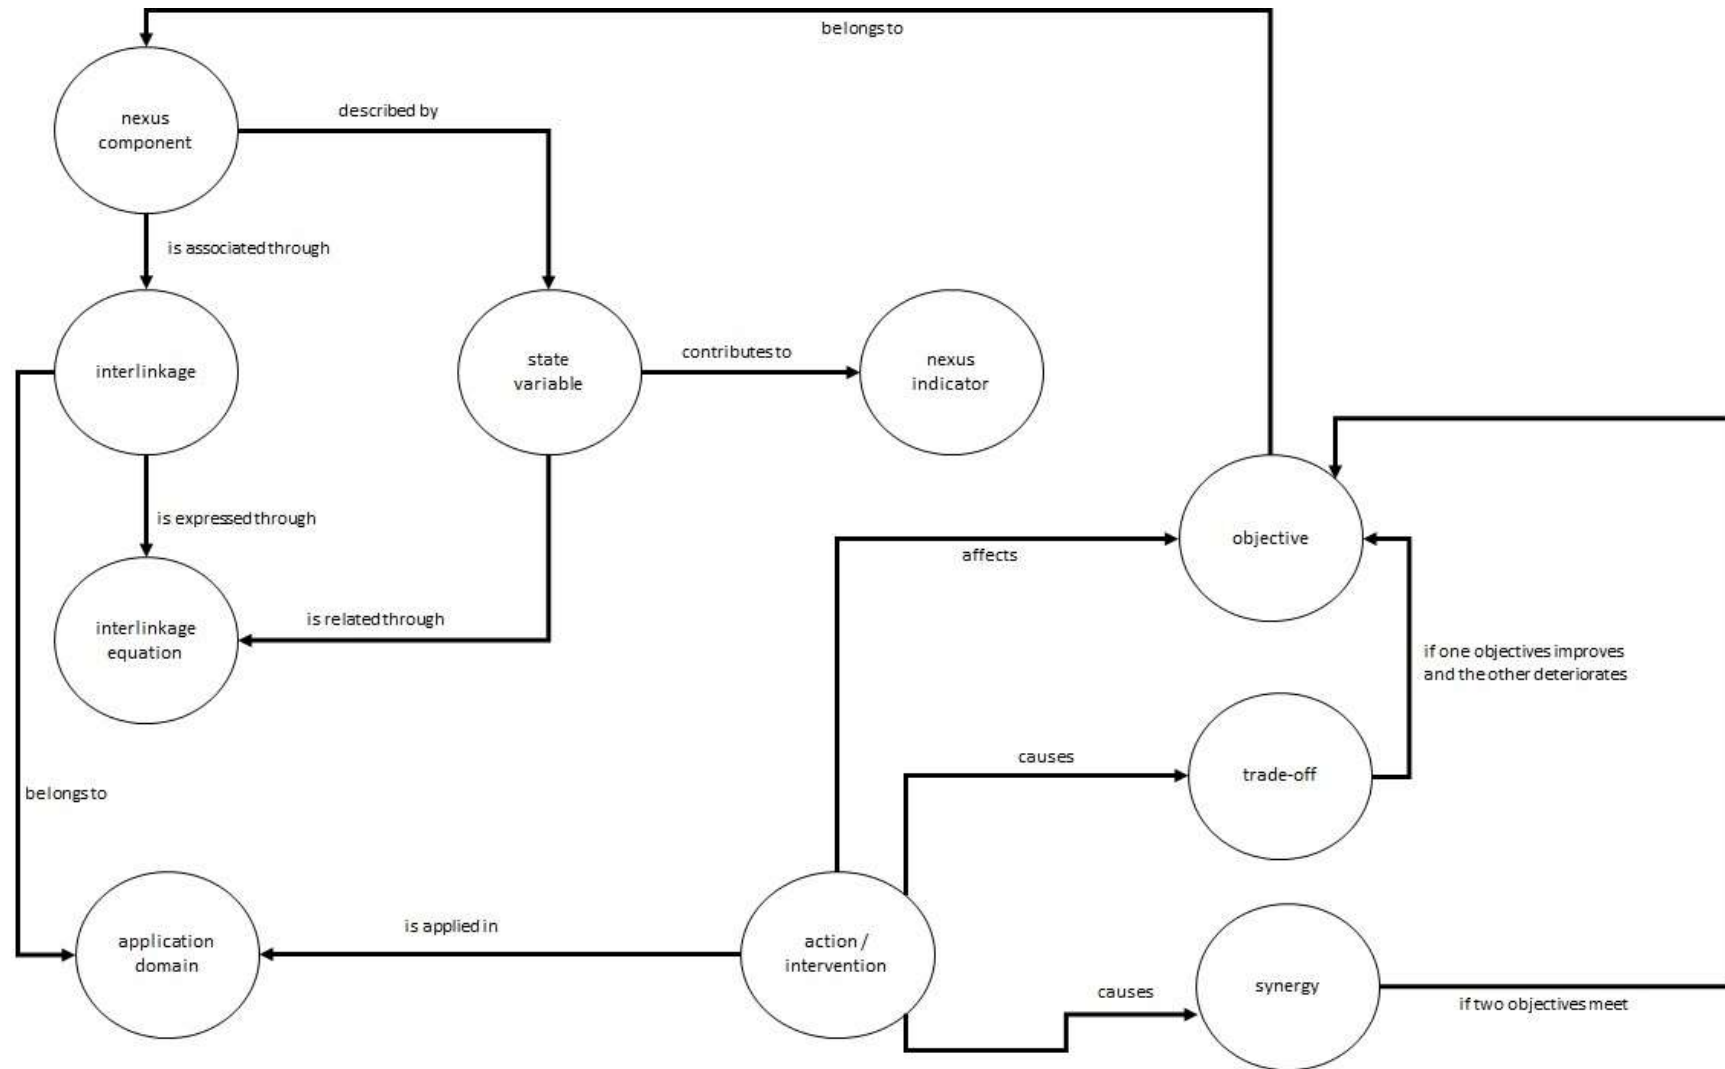 belongs to
nexus
component
described by
is associated through
interlinkage
state
variable
contributes to
nexus
indicator
is expressed through
objective
affects
interlinkage
equation
is related through
if one objectives improves
and the other deteriorates
causes
trade-off
belongs to
application
domain
is applied in
action /
intervention
causes
synergy
if two objectives meet